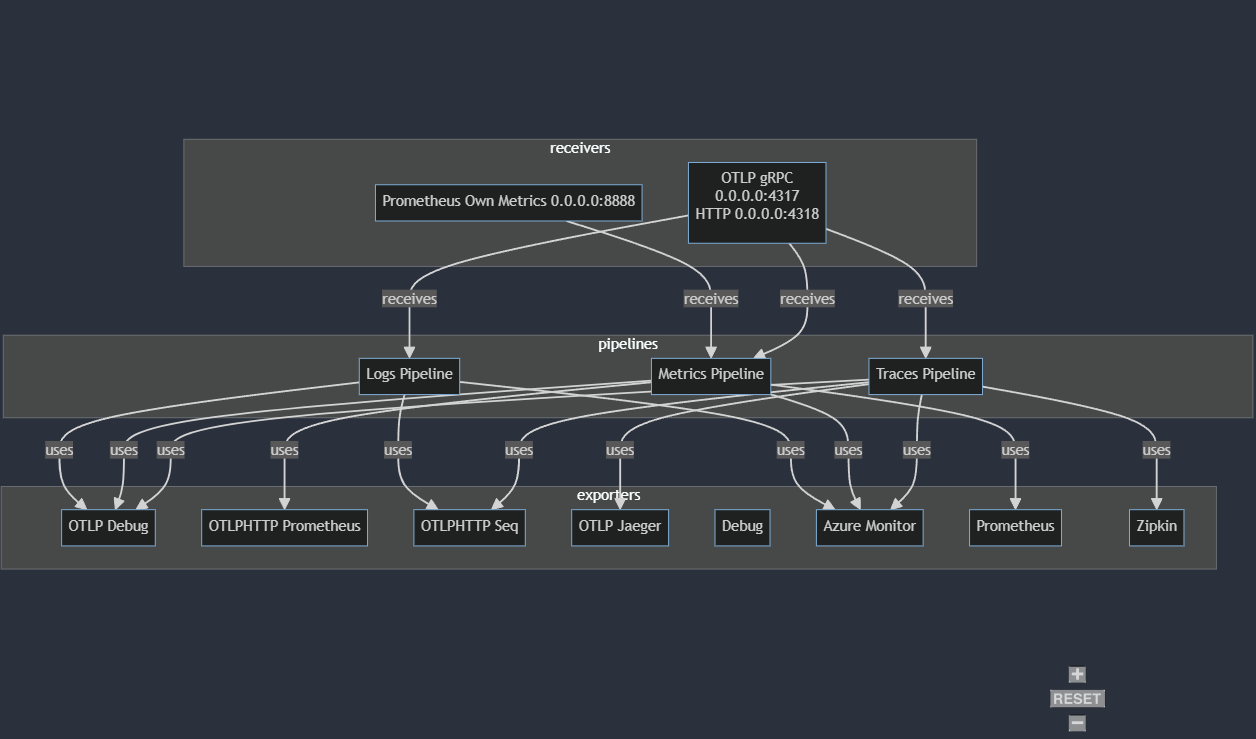 receivers
Prometheus Own Metrics 0.0.0.0:8888
OTLP gRPC
0.0.0.0:4317
HTTP 0.0.0.0:4318
receives
receives
receives
receives
pipelines
Logs Pipeline
Metrics Pipeline
Traces Pipeline
uses
uses
uses
uses
uses
uses
uses
uses
uses
uses
uses
uses
exporters
OTLP Debug
OTLPHTTP Prometheus
OTLPHTTP Seq
OTLP Jaeger
Debug
Azure Monitor
Prometheus
Zipkin
+
RESET
−